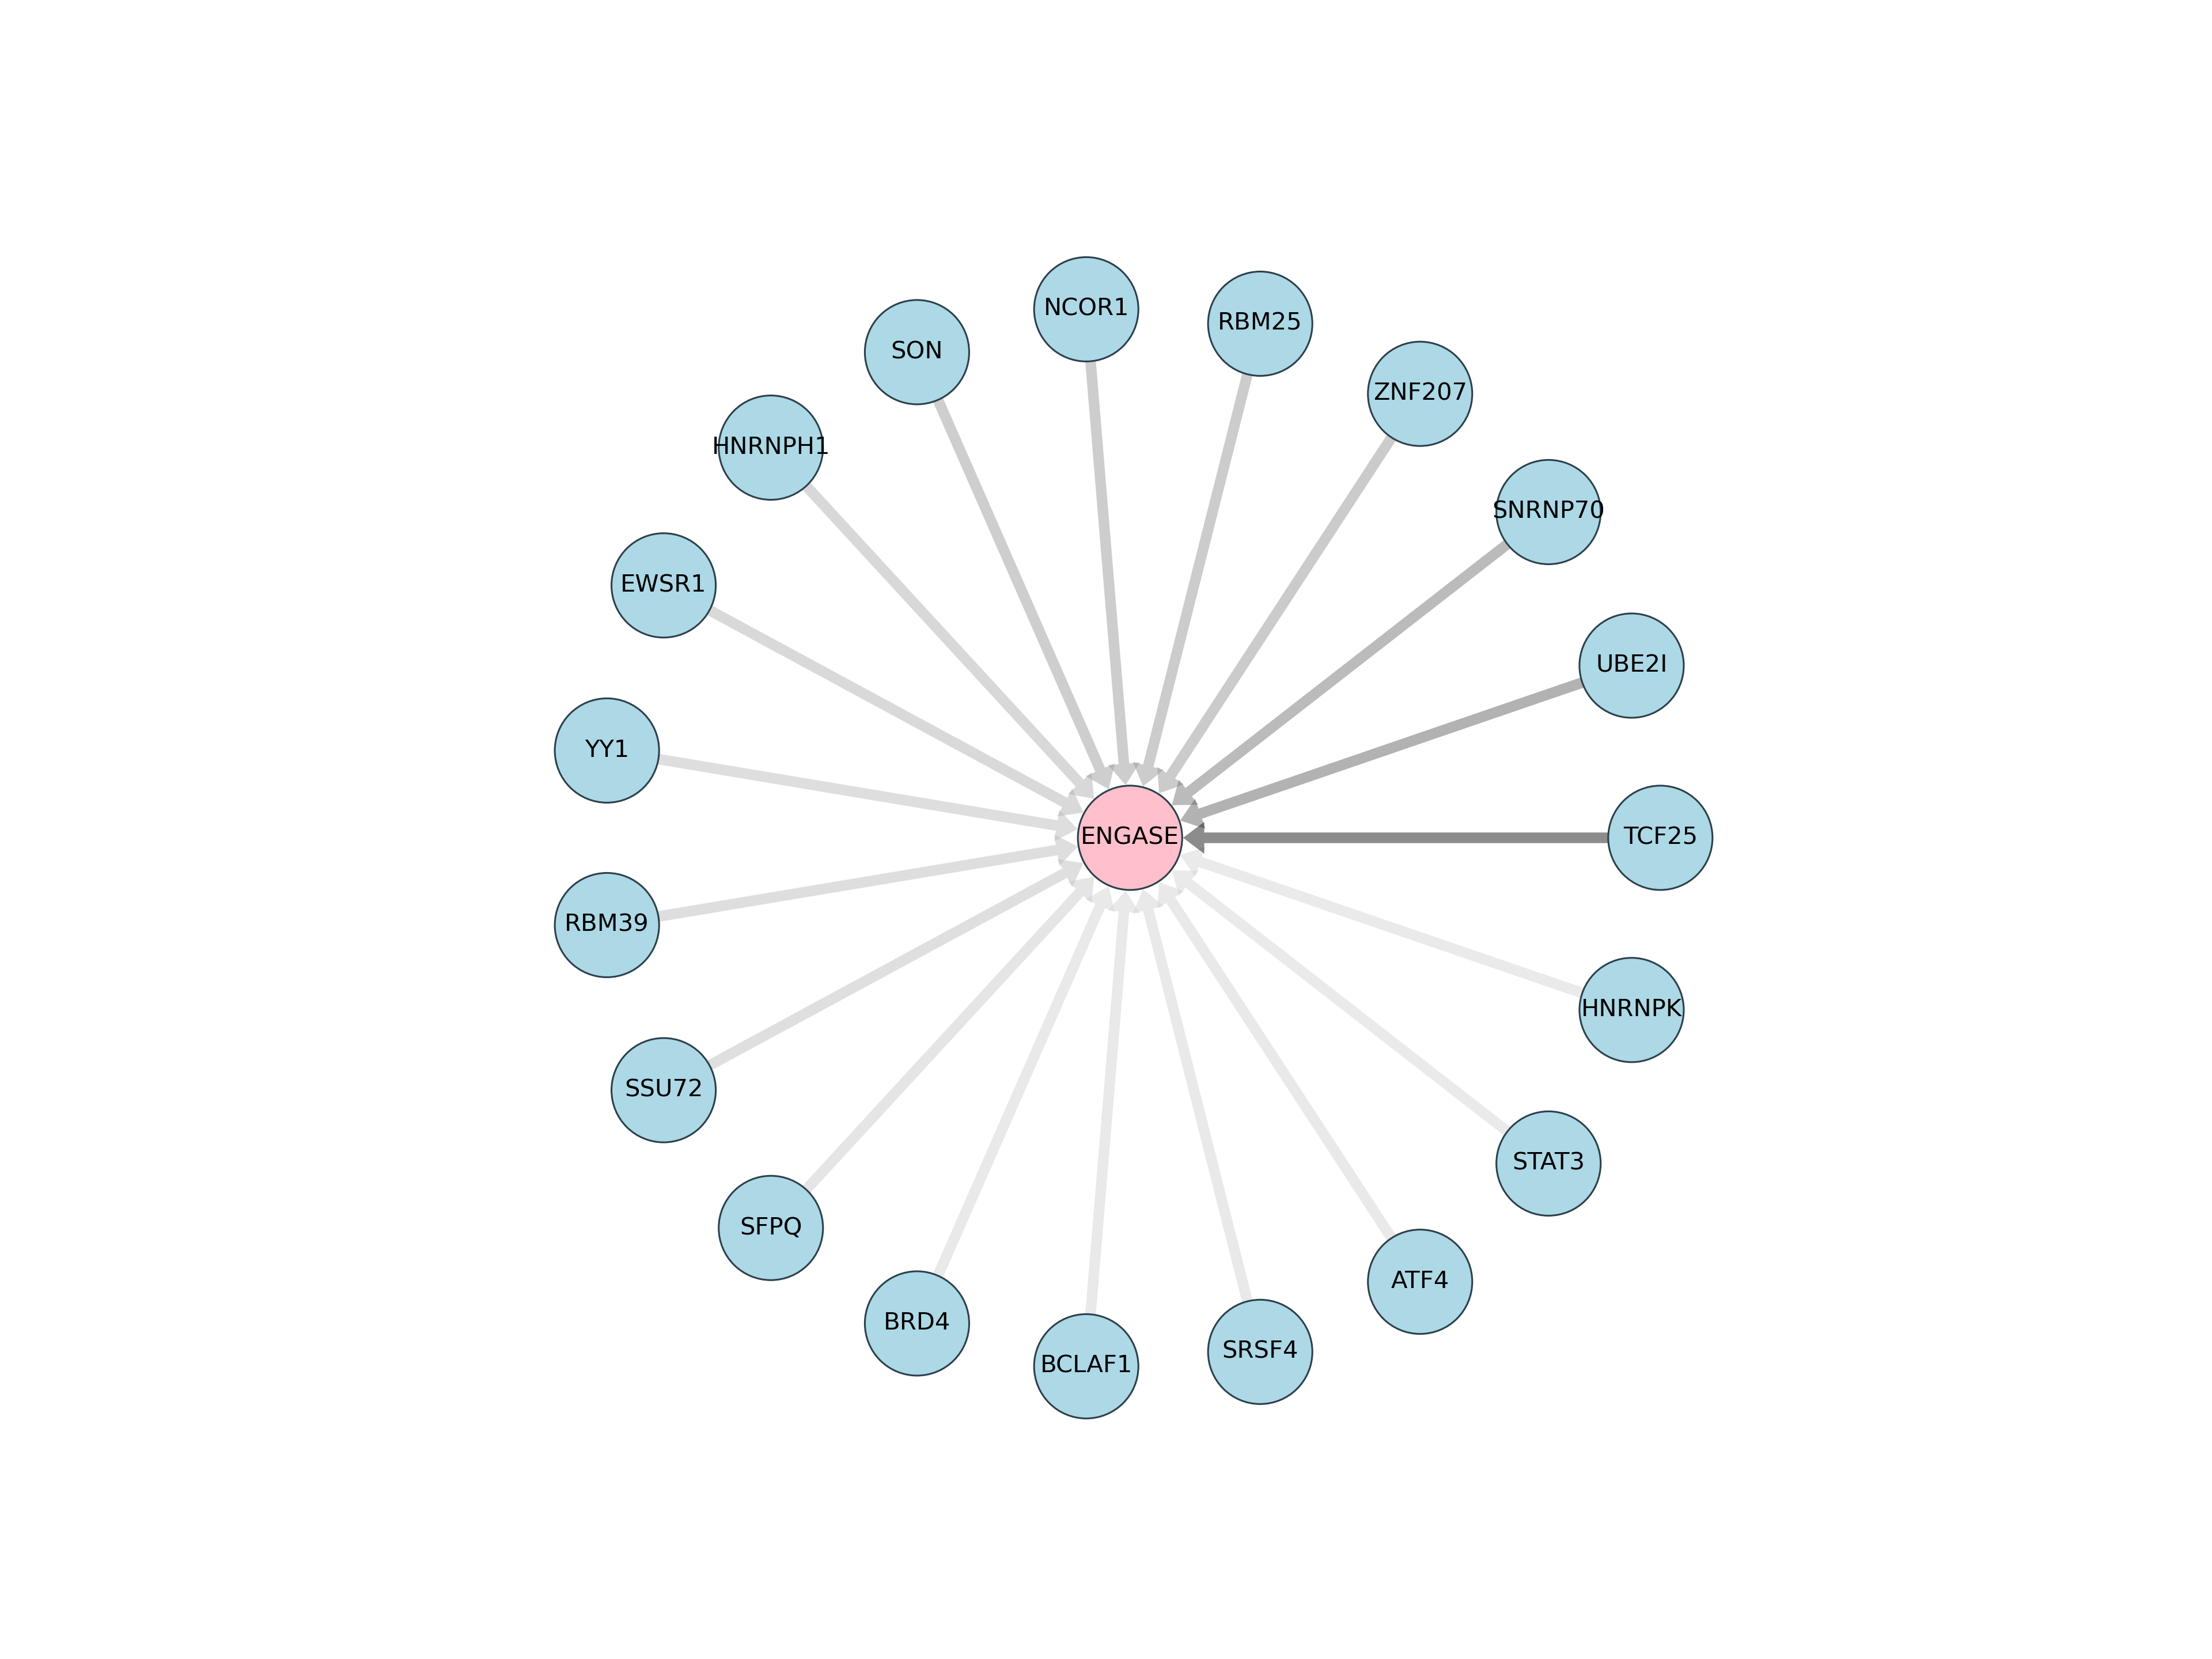 NCOR1
RBM25
SON
ZNF207
HNRNPH1
SNRNP70
EWSR1
UBE2I
YY1
ENGASE
TCF25
RBM39
HNRNPK
SSU72
STAT3
SFPQ
ATF4
BRD4
SRSF4
BCLAF1